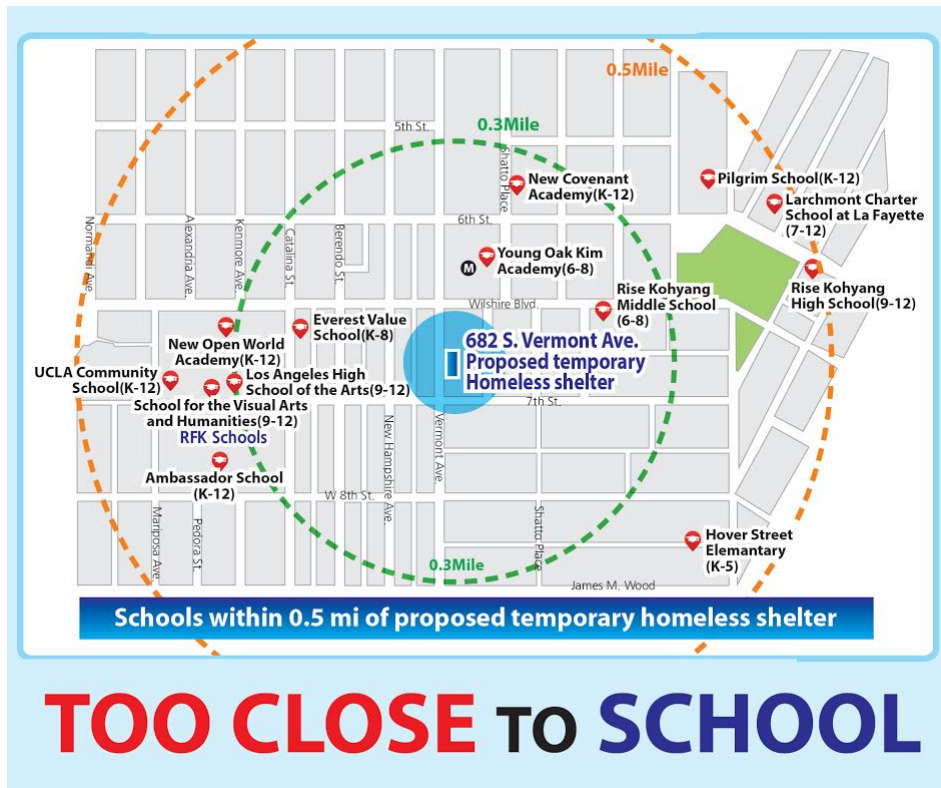 0.5Mile
0.3Mile
5th St.
Shatto Place
New Covenant
Academy(K-12)
Pilgrim School(K-12)
Larchmont Charter
School at La Fayette
(7-12)
6th St.
Normandi Ave.
Alexandria Ave.
Kenmore Ave.
Catalina St.
Berendo St.
M
Young Oak Kim
Academy(6-8)
Rise Kohyang
High School(9-12)
Wilshire Blvd.
Rise Kohyang
Middle School
(6-8)
Everest Value
School(K-8)
New Open World
Academy(K-12)
682 S. Vermont Ave.
Proposed temporary
Homeless shelter
UCLA Community
School(K-12)
Los Angeles High
School of the Arts(9-12)
School for the Visual Arts
and Humanities(9-12)
RFK Schools
7th St.
New Hampshire Ave.
Vermont Ave.
Ambassador School
(K-12)
W 8th St.
Mariposa Ave.
Pedora St.
Shatto Place
Hover Street
Elemantary
(K-5)
0.3Mile
James M. Wood
Schools within 0.5 mi of proposed temporary homeless shelter
TOO CLOSE TO SCHOOL